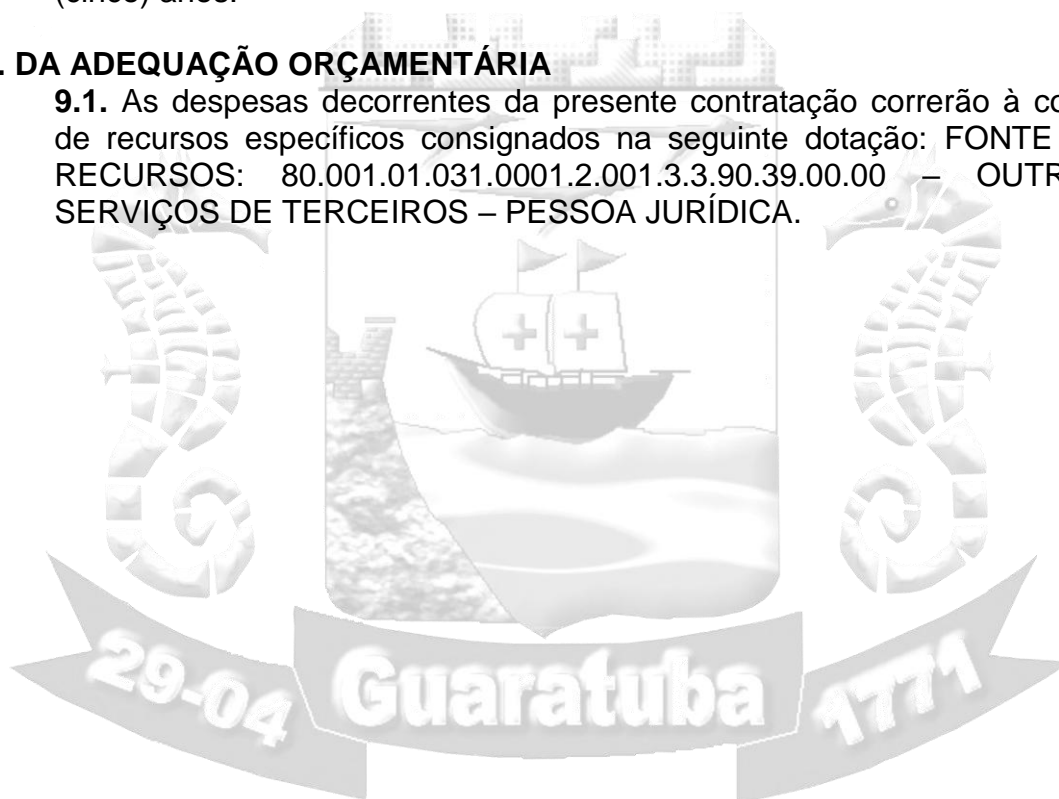 (cinco) anos.
. DA ADEQUAÇÃO ORÇAMENTÁRIA
9.1. As despesas decorrentes da presente contratação correrão à co
de recursos específicos consignados na seguinte dotação: FONTE
RECURSOS: 80.001.01.031.0001.2.001.3.3.90.39.00.00 – OUTR
SERVIÇOS DE TERCEIROS – PESSOA JURÍDICA.
29-04 Guaratuba 1771